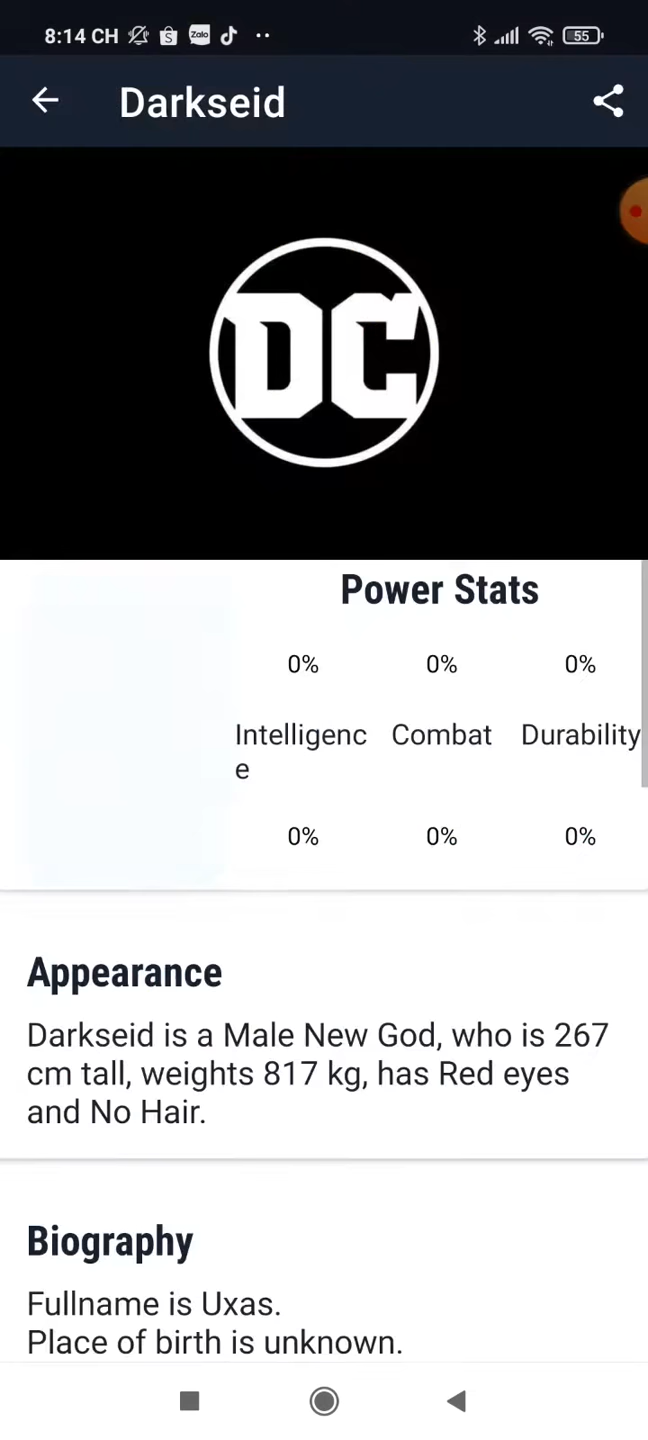 8:14 CH S Zalo 55
Darkseid
DC
Power Stats
0% 0% 0%
Intelligenc Combat Durability
e
0% 0% 0%
Appearance
Darkseid is a Male New God, who is 267
cm tall, weights 817 kg, has Red eyes
and No Hair.
Biography
Fullname is Uxas.
Place of birth is unknown.